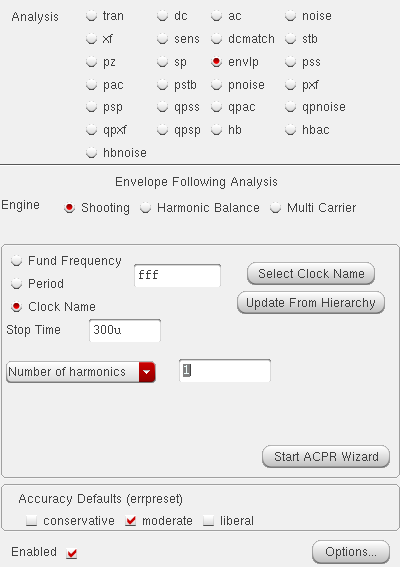 Analysis tran dc ac noise
xf sens dcmatch stb
pz sp envlp pss
pac pstb pnoise pxf
psp qpss qpac qpnoise
qpxf qpsp hb hbac
hbnoise
Envelope Following Analysis
Engine Shooting Harmonic Balance Multi Carrier
Fund Frequency
fff Select Clock Name
Period
Clock Name Update From Hierarchy
Stop Time 300u
Number of harmonics 1
Start ACPR Wizard
Accuracy Defaults (errpreset)
conservative moderate liberal
Enabled Options...